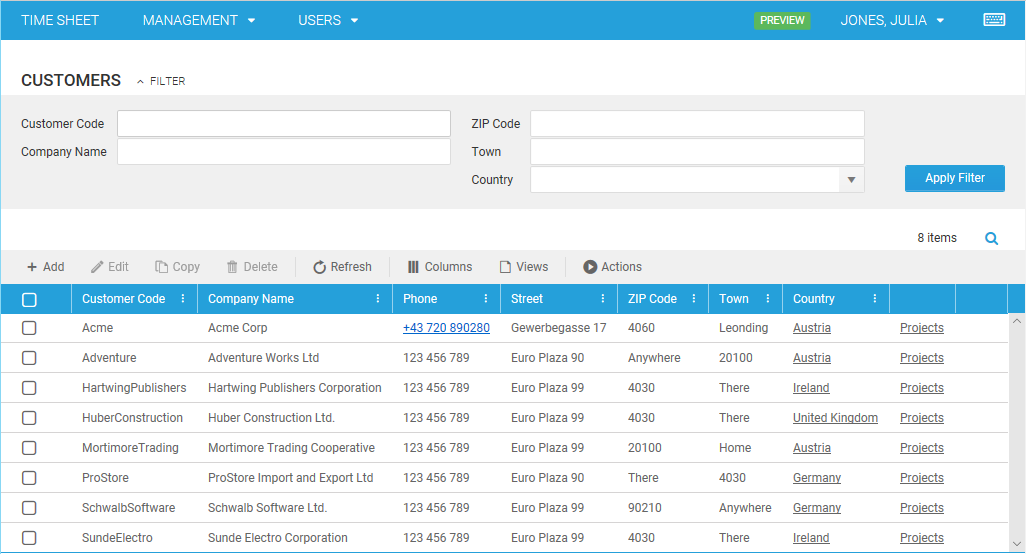 TIME SHEET MANAGEMENT USERS PREVIEW JONES, JULIA
CUSTOMERS FILTER
Customer Code ZIP Code
Company Name Town
Country Apply Filter
8 items
Add Edit Copy Delete Refresh Columns Views Actions
Customer Code Company Name Phone Street ZIP Code Town Country
Acme Acme Corp +43 720 890280 Gewerbegasse 17 4060 Leonding Austria Projects
Adventure Adventure Works Ltd 123 456 789 Euro Plaza 90 Anywhere 20100 Austria Projects
HartwingPublishers Hartwing Publishers Corporation 123 456 789 Euro Plaza 99 4030 There Ireland Projects
HuberConstruction Huber Construction Ltd. 123 456 789 Euro Plaza 99 4030 There United Kingdom Projects
MortimoreTrading Mortimore Trading Cooperative 123 456 789 Euro Plaza 99 20100 Home Austria Projects
ProStore ProStore Import and Export Ltd 123 456 789 Euro Plaza 90 There 4030 Germany Projects
SchwalbSoftware Schwalb Software Ltd. 123 456 789 Euro Plaza 99 90210 Anywhere Germany Projects
SundeElectro Sunde Electro Corporation 123 456 789 Euro Plaza 99 4030 There Ireland Projects